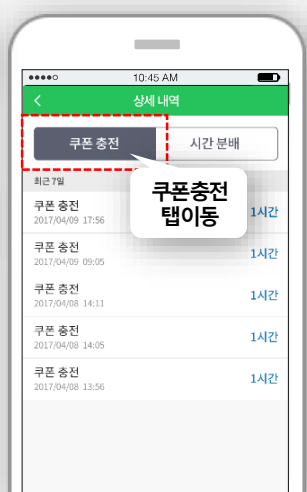 10:45 AM
상세 내역
쿠폰 충전
시간 분배
최근 7일
쿠폰충전
탭이동
쿠폰 충전
2017/04/09 17:56
1시간
쿠폰 충전
2017/04/09 09:05
1시간
쿠폰 충전
2017/04/08 14:11
1시간
쿠폰 충전
2017/04/08 14:05
1시간
쿠폰 충전
2017/04/08 13:56
1시간